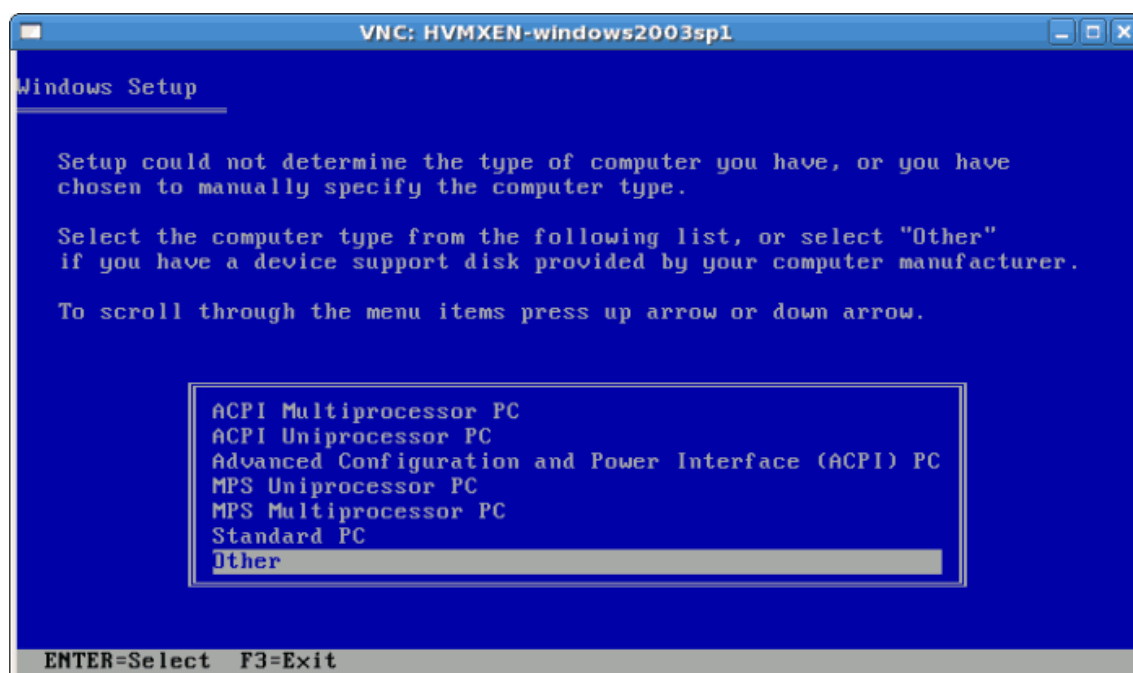 VNC: HVMXEN-windows2003sp1
Windows Setup
Setup could not determine the type of computer you have, or you have
chosen to manually specify the computer type.
Select the computer type from the following list, or select "Other"
if you have a device support disk provided by your computer manufacturer.
To scroll through the menu items press up arrow or down arrow.
ACPI Multiprocessor PC
ACPI Uniprocessor PC
Advanced Configuration and Power Interface (ACPI) PC
MPS Uniprocessor PC
MPS Multiprocessor PC
Standard PC
Other
ENTER=Select F3=Exit